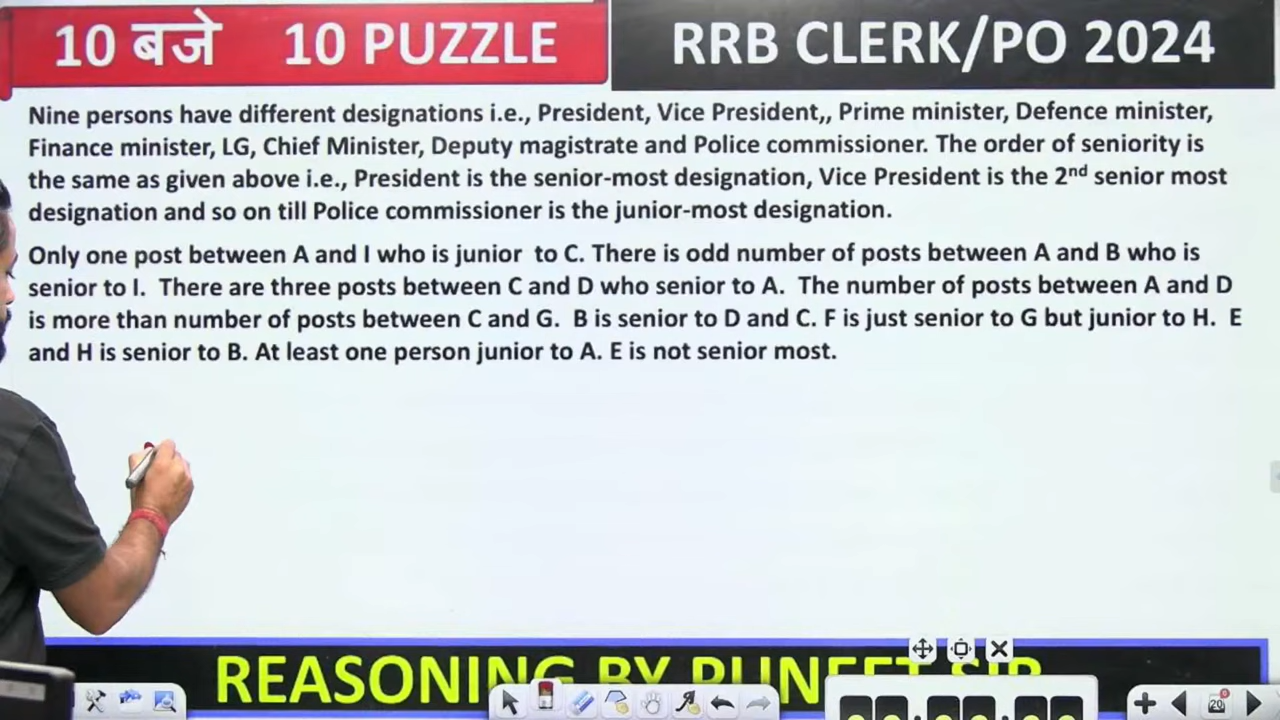 10 बजे 10 PUZZLE
RRB CLERK/PO 2024
Nine persons have different designations i.e., President, Vice President,, Prime minister, Defence minister,
Finance minister, LG, Chief Minister, Deputy magistrate and Police commissioner. The order of seniority is
the same as given above i.e., President is the senior-most designation, Vice President is the 2nd senior most
designation and so on till Police commissioner is the junior-most designation.
Only one post between A and I who is junior to C. There is odd number of posts between A and B who is
senior to I. There are three posts between C and D who senior to A. The number of posts between A and D
is more than number of posts between C and G. B is senior to D and C. F is just senior to G but junior to H. E
and H is senior to B. At least one person junior to A. E is not senior most.
REASONING BY PUNEET SIR
20